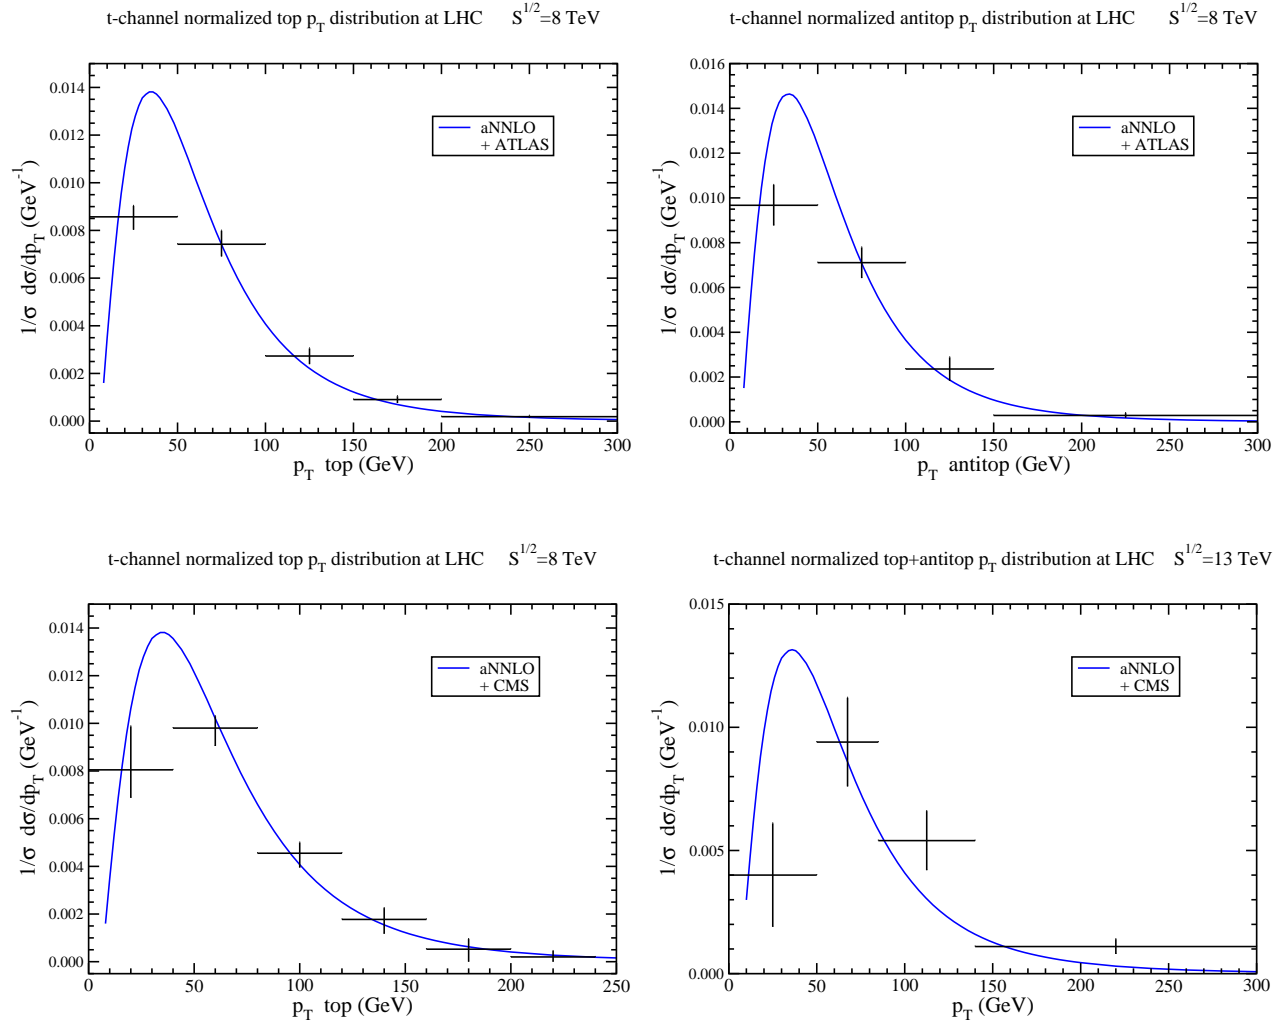 t-channel normalized top p_T distribution at LHC S^1/2=8 TeV
0.014
0.012
0.010
0.008
0.006
0.004
0.002
0.000
1/σ dσ/dp_T (GeV^-1)
aNNLO
+ ATLAS
0 50 100 150 200 250 300
p_T top (GeV)
t-channel normalized antitop p_T distribution at LHC S^1/2=8 TeV
0.016
0.014
0.012
0.010
0.008
0.006
0.004
0.002
0.000
1/σ dσ/dp_T (GeV^-1)
aNNLO
+ ATLAS
0 50 100 150 200 250 300
p_T antitop (GeV)
t-channel normalized top p_T distribution at LHC S^1/2=8 TeV
0.014
0.012
0.010
0.008
0.006
0.004
0.002
0.000
1/σ dσ/dp_T (GeV^-1)
aNNLO
+ CMS
0 50 100 150 200 250
p_T top (GeV)
t-channel normalized top+antitop p_T distribution at LHC S^1/2=13 TeV
0.015
0.010
0.005
0.000
1/σ dσ/dp_T (GeV^-1)
aNNLO
+ CMS
0 50 100 150 200 250 300
p_T (GeV)